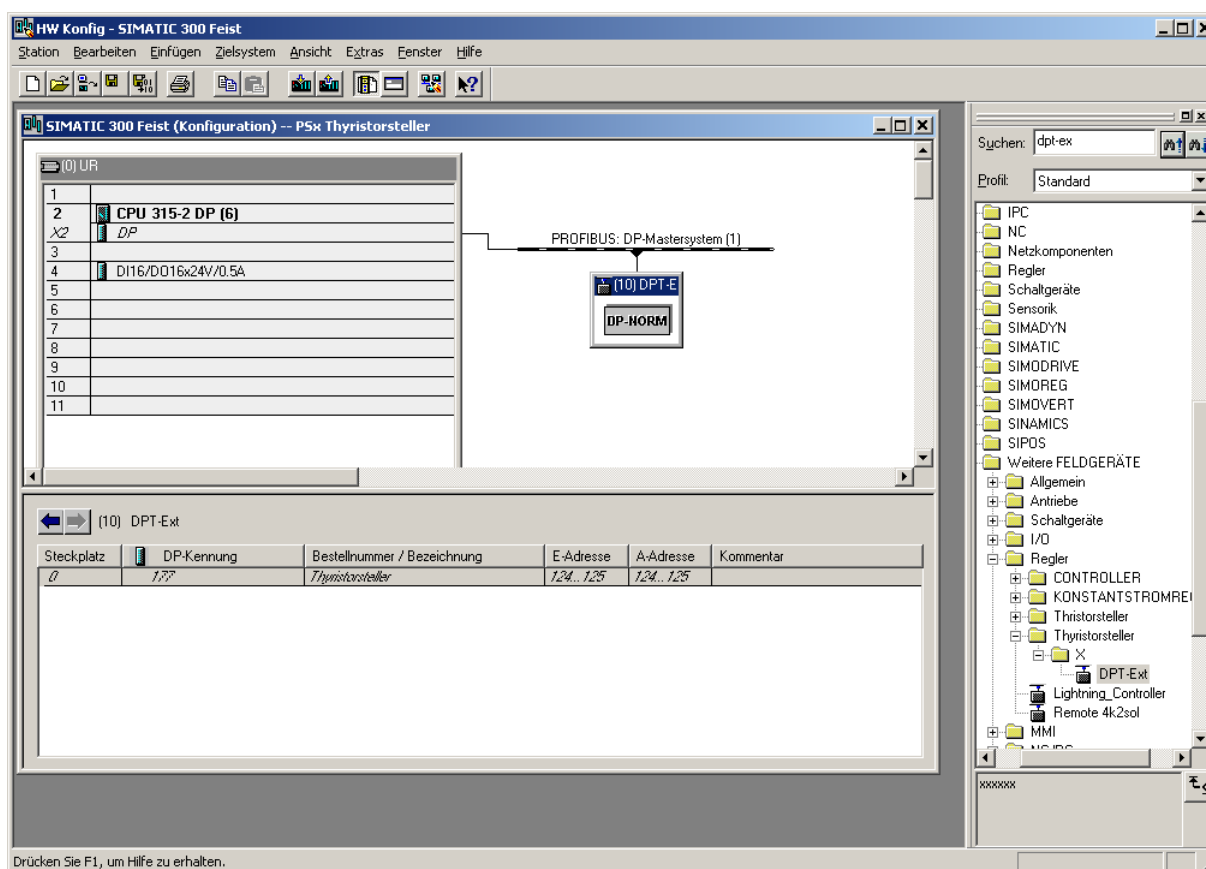 HW Konfig - SIMATIC 300 Feist
Station Bearbeiten Einfügen Zielsystem Ansicht Extras Fenster Hilfe
SIMATIC 300 Feist (Konfiguration) -- PSx Thyristorsteller
(0) UR
1
2 CPU 315-2 DP (6)
X2 DP
3
4 DI16/DO16x24V/0.5A
5
6
7
8
9
10
11
PROFIBUS: DP-Mastersystem (1)
(10) DPT-E
DP-NORM
(10) DPT-Ext
Steckplatz DP-Kennung Bestellnummer / Bezeichnung E-Adresse A-Adresse Kommentar
0 177 Thyristorsteller 124...125 124...125
Suchen: dpt-ex
Profil: Standard
IPC
NC
Netzkomponenten
Regler
Schaltgeräte
Sensorik
SIMADYN
SIMATIC
SIMODRIVE
SIMOREG
SIMOVERT
SINAMICS
SIPOS
Weitere FELDGERÄTE
Allgemein
Antriebe
Schaltgeräte
I/O
Regler
CONTROLLER
KONSTANTSTROMREI
Thristorsteller
Thyristorsteller
X
DPT-Ext
Lightning_Controller
Remote 4k2sol
MMI
xxxxxx
Drücken Sie F1, um Hilfe zu erhalten.